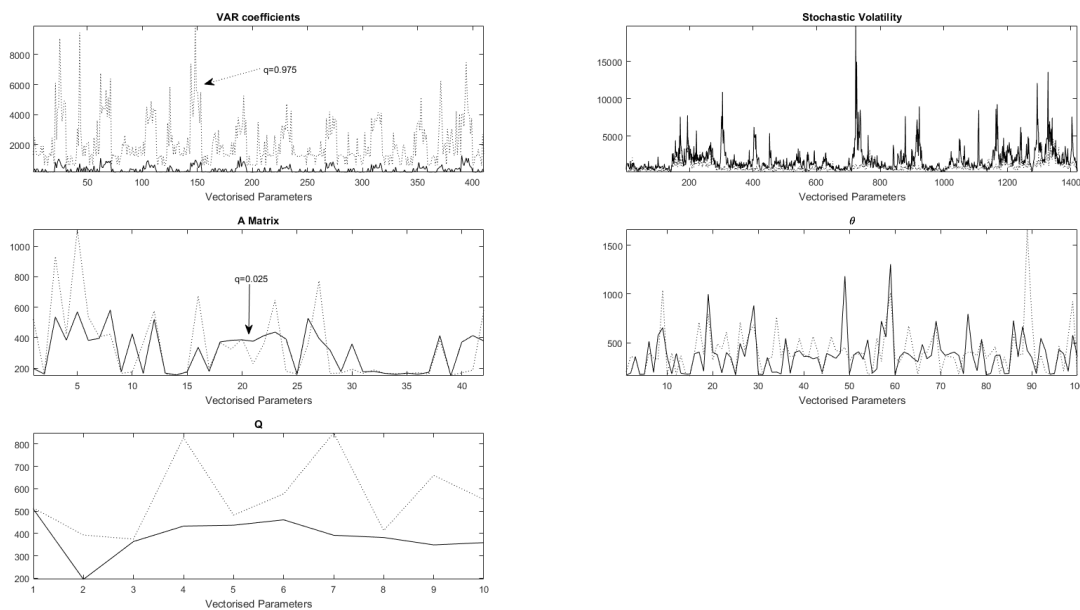 VAR coefficients
8000
6000
4000
2000
q=0.975
50 100 150 200 250 300 350 400
Vectorised Parameters
Stochastic Volatility
15000
10000
5000
200 400 600 800 1000 1200 1400
Vectorised Parameters
A Matrix
1000
800
600
400
200
q=0.025
5 10 15 20 25 30 35 40
Vectorised Parameters
θ
1500
1000
500
10 20 30 40 50 60 70 80 90 100
Vectorised Parameters
Q
800
700
600
500
400
300
200
1 2 3 4 5 6 7 8 9 10
Vectorised Parameters